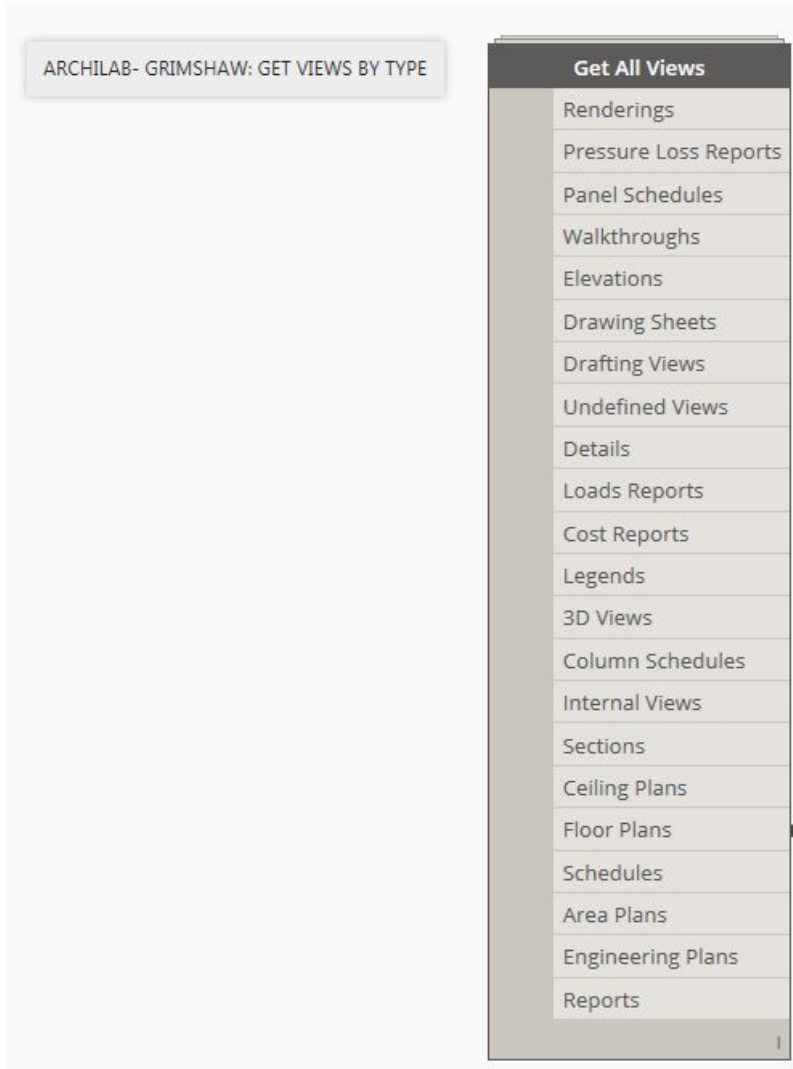 ARCHILAB- GRIMSHAW: GET VIEWS BY TYPE
Get All Views
Renderings
Pressure Loss Reports
Panel Schedules
Walkthroughs
Elevations
Drawing Sheets
Drafting Views
Undefined Views
Details
Loads Reports
Cost Reports
Legends
3D Views
Column Schedules
Internal Views
Sections
Ceiling Plans
Floor Plans
Schedules
Area Plans
Engineering Plans
Reports
l